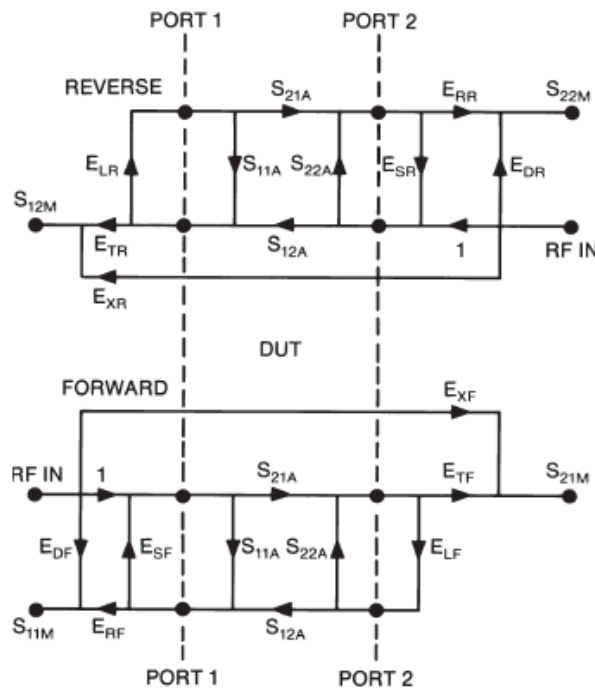 PORT 1 PORT 2
REVERSE S21A ERR S22M
ELR S11A S22A ESR EDR
S12M
ETR S12A 1 RF IN
EXR
DUT
FORWARD EXF
RF IN 1 S21A ETF S21M
EDF ESF S11A S22A ELF
S11M ERF S12A
PORT 1 PORT 2